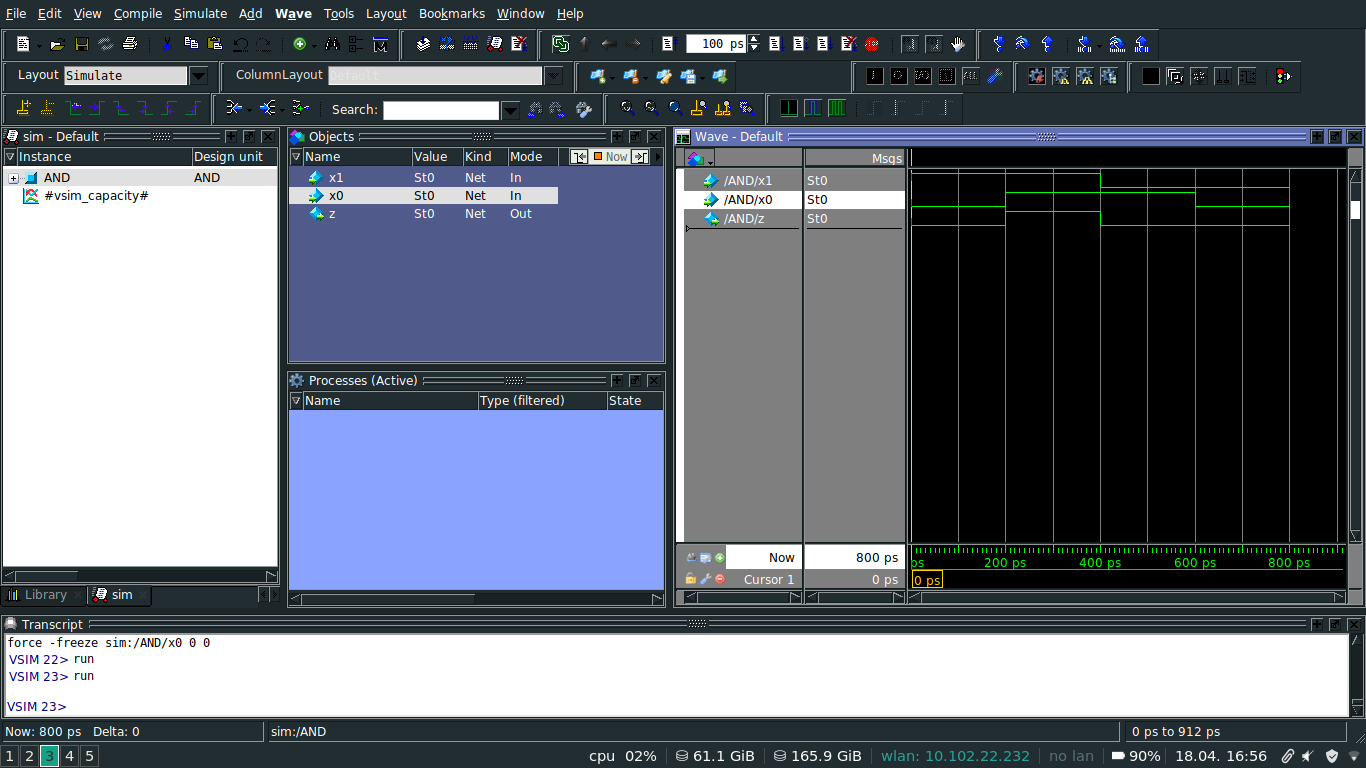 File Edit View Compile Simulate Add Wave Tools Layout Bookmarks Window Help
100 ps
Layout Simulate ColumnLayout Default
Search:
sim - Default
Instance Design unit
AND AND
#vsim_capacity#
Library sim
Objects
Name Value Kind Mode Now
x1 St0 Net In
x0 St0 Net In
z St0 Net Out
Processes (Active)
Name Type (filtered) State
Wave - Default
Msgs
/AND/x1 St0
/AND/x0 St0
/AND/z St0
Now 800 ps
ps 200 ps 400 ps 600 ps 800 ps
Cursor 1 0 ps 0 ps
Transcript
force -freeze sim:/AND/x0 0 0
VSIM 22> run
VSIM 23> run
VSIM 23>
Now: 800 ps Delta: 0 sim:/AND 0 ps to 912 ps
1 2 3 4 5 cpu 02% 61.1 GiB 165.9 GiB wlan: 10.102.22.232 no lan 90% 18.04. 16:56